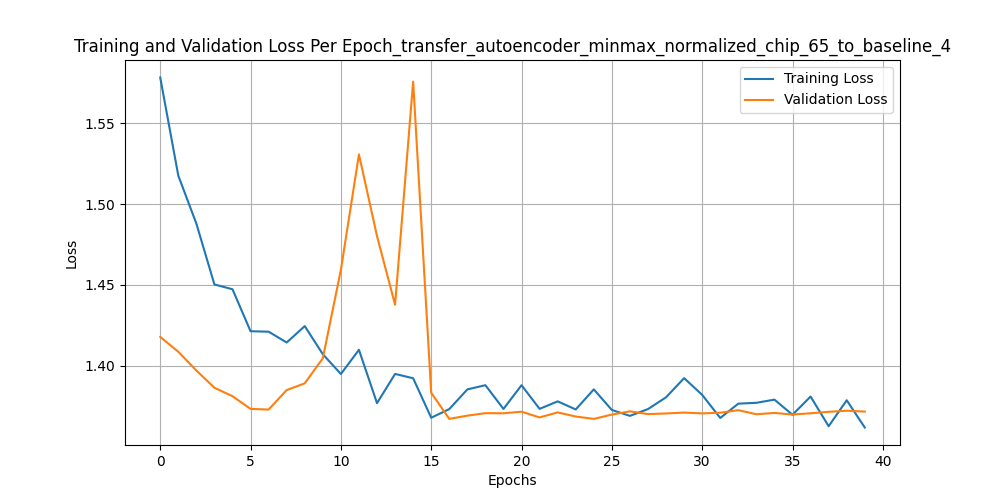 Training and Validation Loss Per Epoch_transfer_autoencoder_minmax_normalized_chip_65_to_baseline_4
Training Loss
Validation Loss
1.55
1.50
1.45
1.40
Loss
0 5 10 15 20 25 30 35 40
Epochs